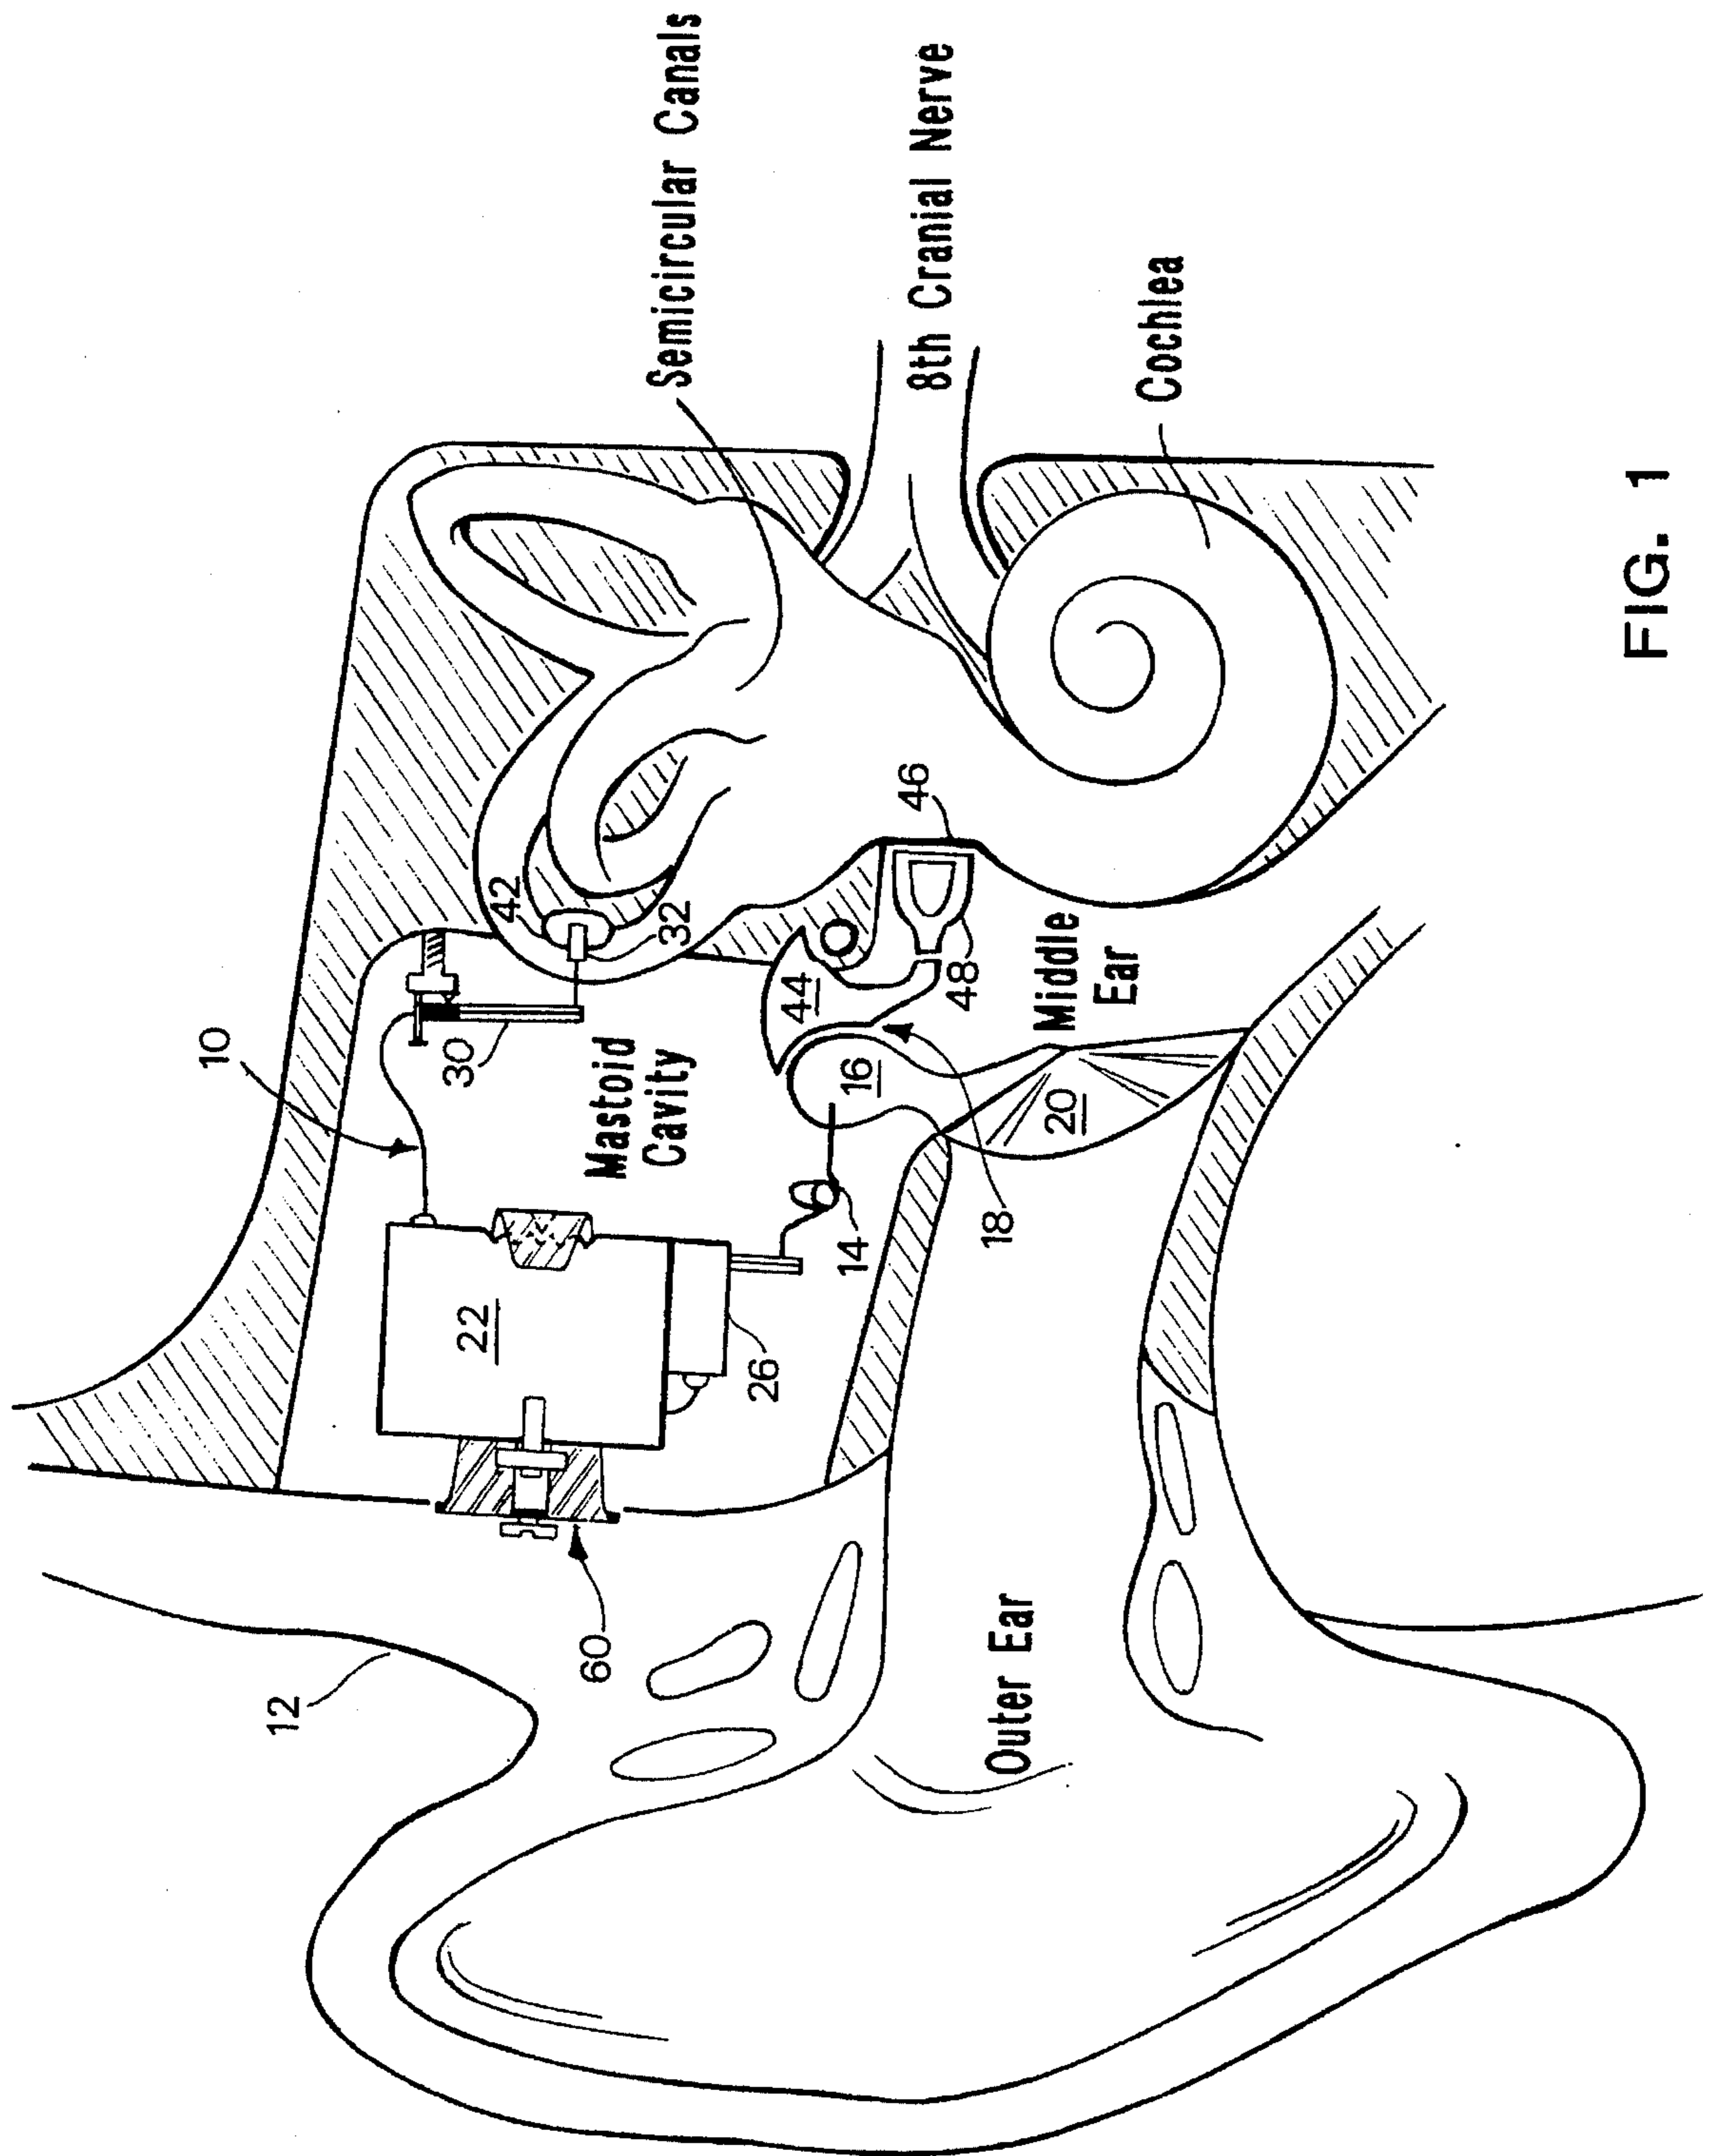 Semicircular Canals
8th Cranial Nerve
Cochlea
10
30
42
32
46
Mastoid
Cavity
44
48
Middle
Ear
16
18
20
22
26
14
60
12
Outer Ear
FIG. 1